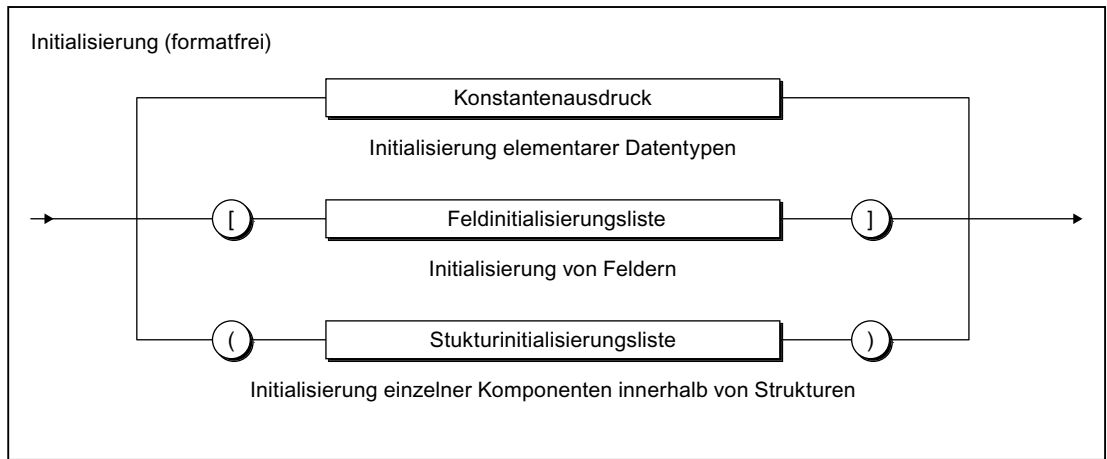 Initialisierung (formatfrei)
Konstantenausdruck
Initialisierung elementarer Datentypen
[ Feldinitialisierungsliste ]
Initialisierung von Feldern
( Stukturinitialisierungsliste )
Initialisierung einzelner Komponenten innerhalb von Strukturen